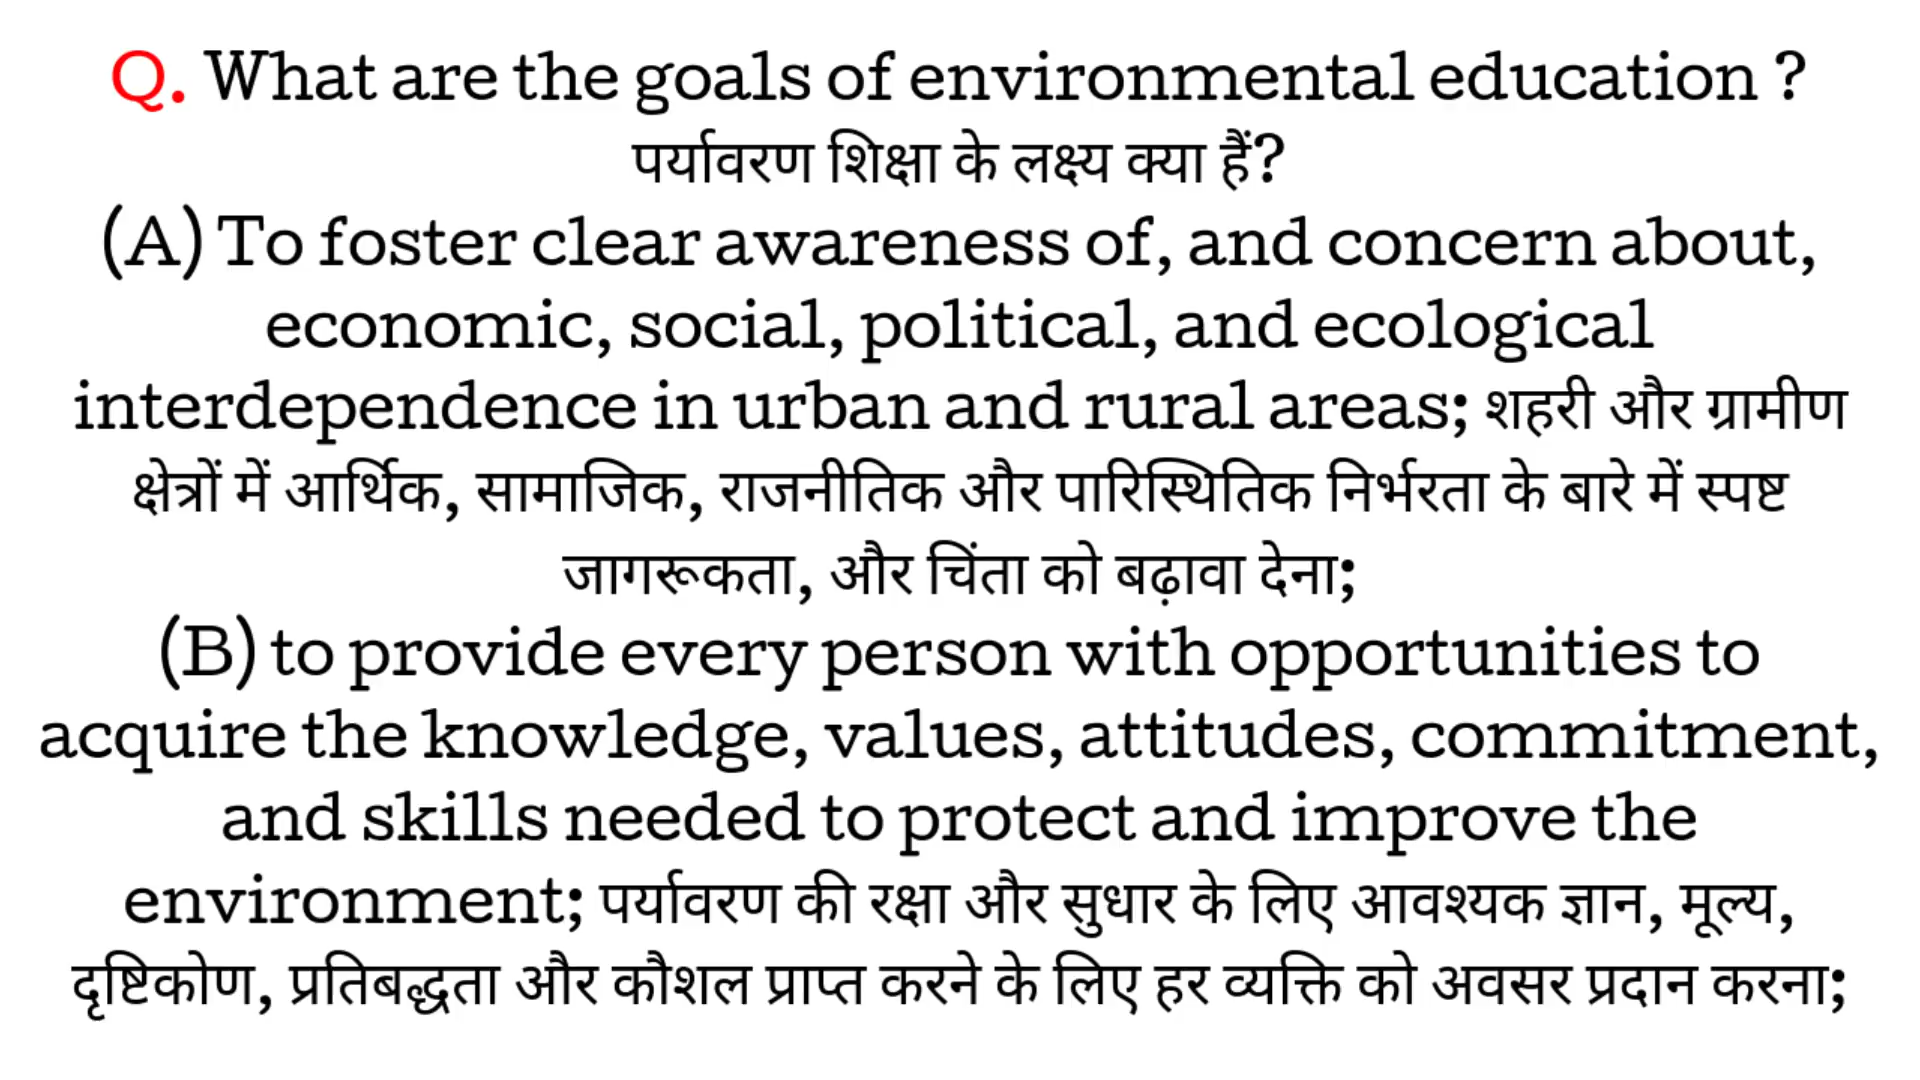 Q. What are the goals of environmental education ?
पर्यावरण शिक्षा के लक्ष्य क्या हैं?
(A) To foster clear awareness of, and concern about,
economic, social, political, and ecological
interdependence in urban and rural areas; शहरी और ग्रामीण
क्षेत्रों में आर्थिक, सामाजिक, राजनीतिक और पारिस्थितिक निर्भरता के बारे में स्पष्ट
जागरूकता, और चिंता को बढ़ावा देना;
(B) to provide every person with opportunities to
acquire the knowledge, values, attitudes, commitment,
and skills needed to protect and improve the
environment; पर्यावरण की रक्षा और सुधार के लिए आवश्यक ज्ञान, मूल्य,
दृष्टिकोण, प्रतिबद्धता और कौशल प्राप्त करने के लिए हर व्यक्ति को अवसर प्रदान करना;